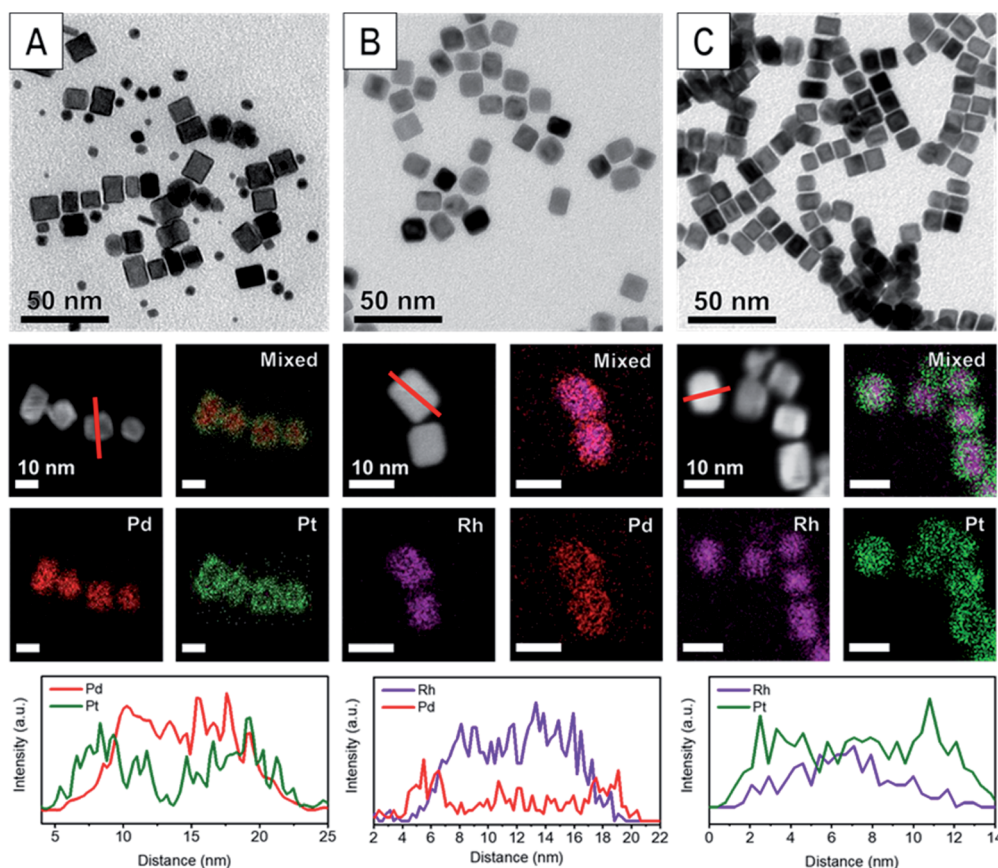 A
B
C
50 nm
50 nm
50 nm
10 nm
Mixed
10 nm
Mixed
10 nm
Mixed
Pd
Pt
Rh
Pd
Rh
Pt
Intensity (a.u.)
Pd
Pt
5 10 15 20 25
Distance (nm)
Intensity (a.u.)
Rh
Pd
2 4 6 8 10 12 14 16 18 20 22
Distance (nm)
Intensity (a.u.)
Rh
Pt
0 2 4 6 8 10 12 14
Distance (nm)